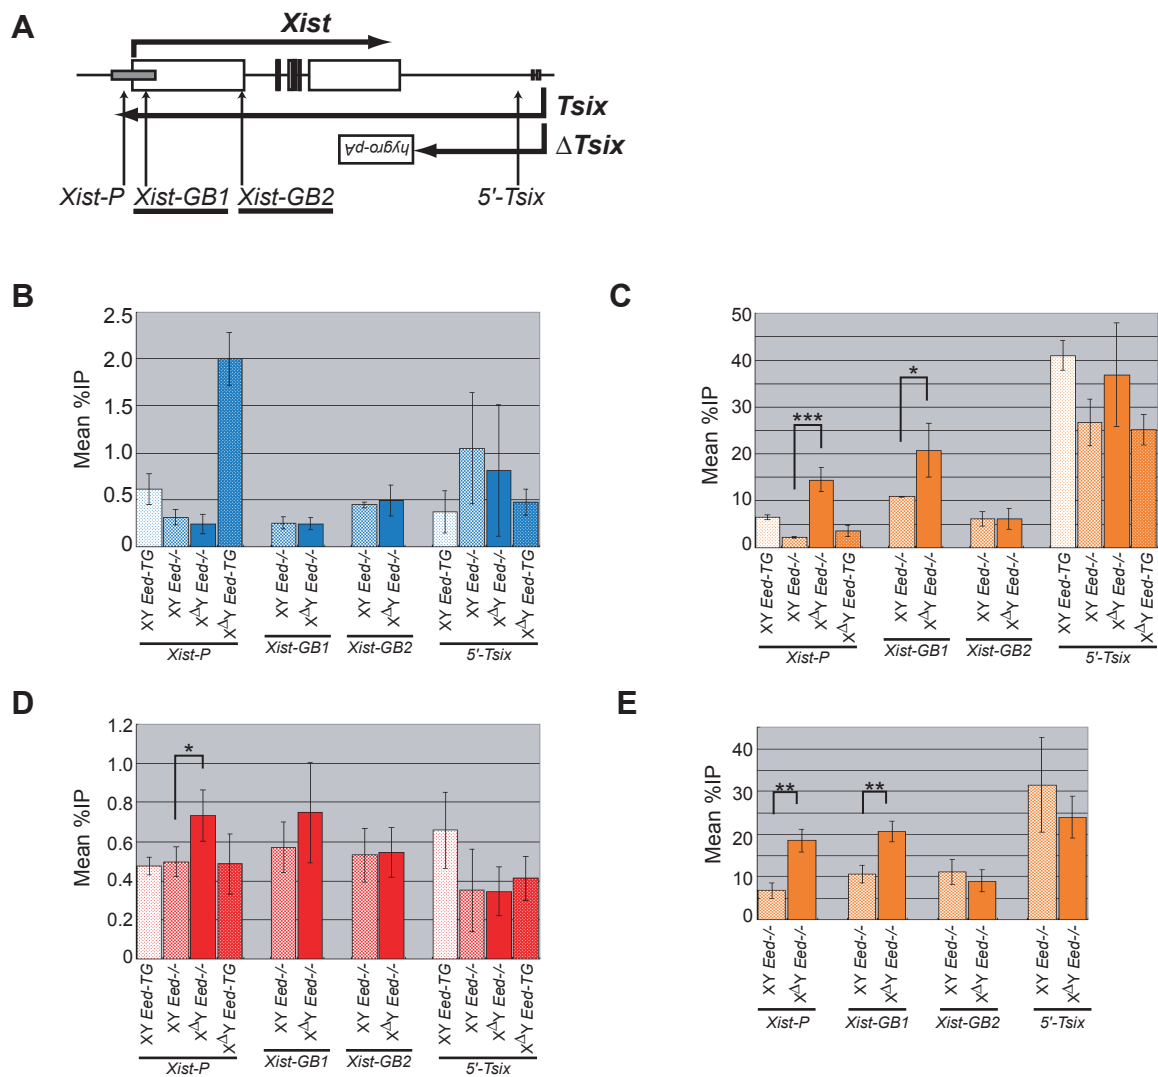 A
Xist
Tsix
ΔTsix
hygro-pA
Xist-P
Xist-GB1
Xist-GB2
5'-Tsix
B
Mean %IP
2.5
2.0
1.5
1.0
0.5
0
XY Eed-TG
XY Eed-/-
XΔY Eed-/-
XΔY Eed-TG
XY Eed-/-
XΔY Eed-/-
XY Eed-/-
XΔY Eed-/-
XY Eed-TG
XY Eed-/-
XΔY Eed-/-
XΔY Eed-TG
Xist-P
Xist-GB1
Xist-GB2
5'-Tsix
C
Mean %IP
50
40
30
20
10
0
***
*
XY Eed-TG
XY Eed-/-
XΔY Eed-/-
XΔY Eed-TG
XY Eed-/-
XΔY Eed-/-
XY Eed-/-
XΔY Eed-/-
XY Eed-TG
XY Eed-/-
XΔY Eed-/-
XΔY Eed-TG
Xist-P
Xist-GB1
Xist-GB2
5'-Tsix
D
Mean %IP
1.2
1.0
0.8
0.6
0.4
0.2
0
*
XY Eed-TG
XY Eed-/-
XΔY Eed-/-
XΔY Eed-TG
XY Eed-/-
XΔY Eed-/-
XY Eed-/-
XΔY Eed-/-
XY Eed-TG
XY Eed-/-
XΔY Eed-/-
XΔY Eed-TG
Xist-P
Xist-GB1
Xist-GB2
5'-Tsix
E
Mean %IP
40
30
20
10
0
**
**
XY Eed-/-
XΔY Eed-/-
XY Eed-/-
XΔY Eed-/-
XY Eed-/-
XΔY Eed-/-
XY Eed-/-
XΔY Eed-/-
Xist-P
Xist-GB1
Xist-GB2
5'-Tsix